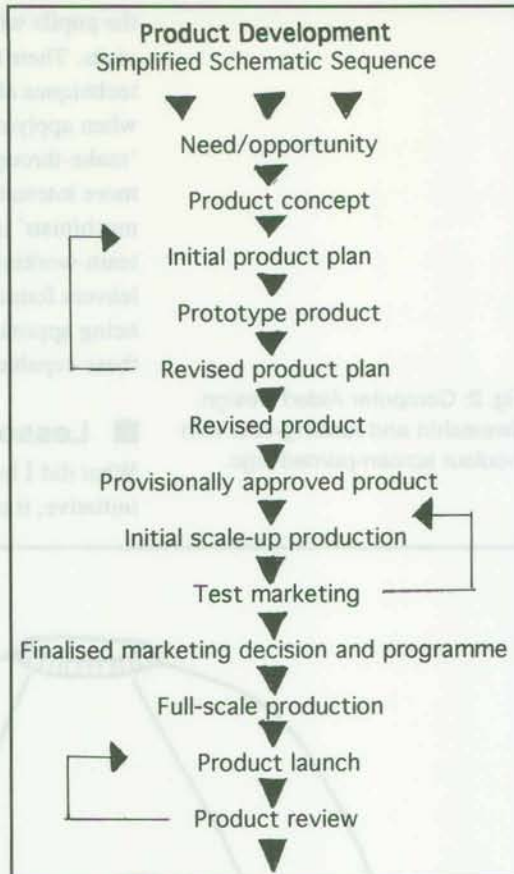 Product Development
Simplified Schematic Sequence
Need/opportunity
Product concept
Initial product plan
Prototype product
Revised product plan
Revised product
Provisionally approved product
Initial scale-up production
Test marketing
Finalised marketing decision and programme
Full-scale production
Product launch
Product review